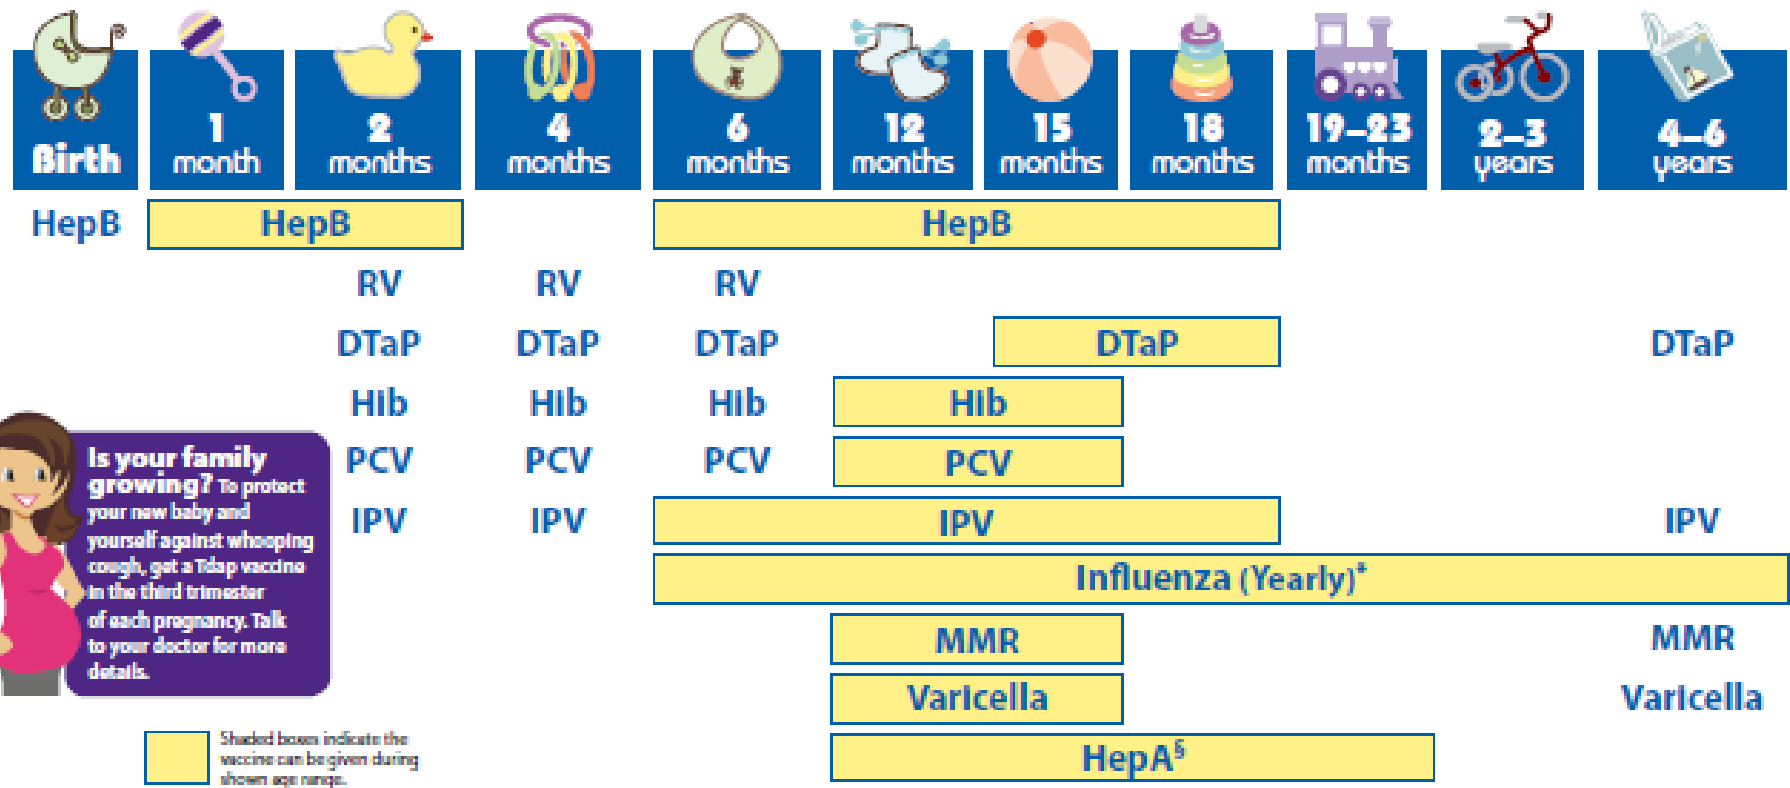 Birth
1
month
2
months
4
months
6
months
12
months
15
months
18
months
19–23
months
2–3
years
4–6
years
HepB HepB HepB
RV RV RV
DTaP DTaP DTaP DTaP DTaP
Hib Hib Hib Hib
PCV PCV PCV PCV
IPV IPV IPV IPV
Influenza (Yearly)*
MMR MMR
Varicella Varicella
HepA§
Is your family
growing? To protect
your new baby and
yourself against whooping
cough, get a Tdap vaccine
in the third trimester
of each pregnancy. Talk
to your doctor for more
details.
Shaded boxes indicate the
vaccine can be given during
shown age range.